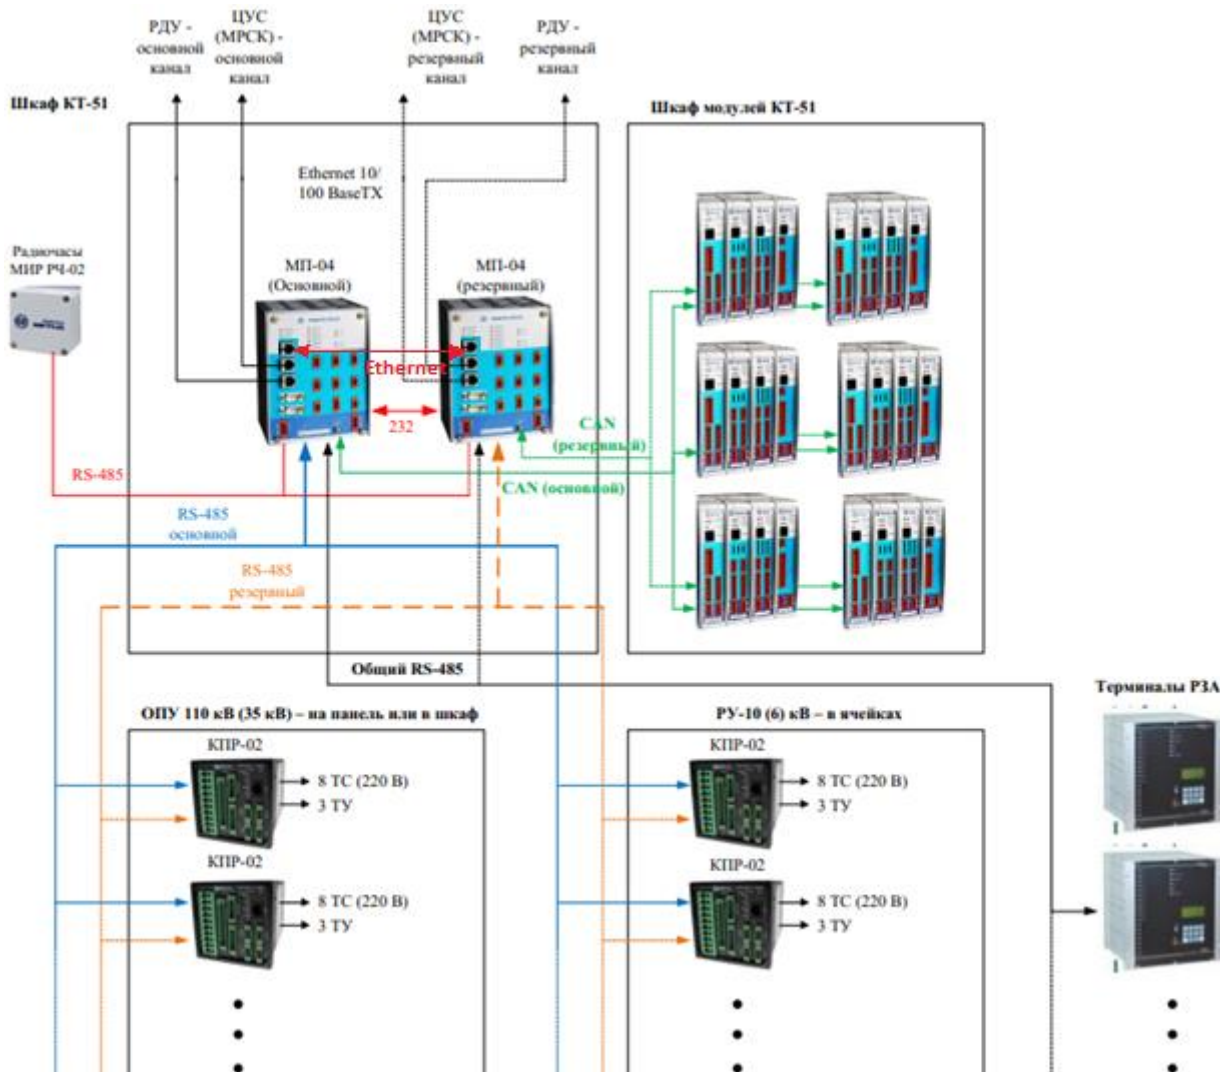 РДУ -
основной
канал
ЦУС
(МРСК) -
основной
канал
ЦУС
(МРСК) -
резервный
канал
РДУ -
резервный
канал
Шкаф КТ-51
Шкаф модулей КТ-51
Ethernet 10/
100 BaseTX
Радиочасы
МИР РЧ-02
МП-04
(Основной)
МП-04
(резервный)
Ethernet
232
CAN
(резервный)
CAN (основной)
RS-485
RS-485
основной
RS-485
резервный
Общий RS-485
Терминалы РЗА
ОПУ 110 кВ (35 кВ) – на панель или в шкаф
РУ-10 (6) кВ – в ячейках
КПР-02
8 ТС (220 В)
3 ТУ
КПР-02
8 ТС (220 В)
3 ТУ
КПР-02
8 ТС (220 В)
3 ТУ
КПР-02
8 ТС (220 В)
3 ТУ